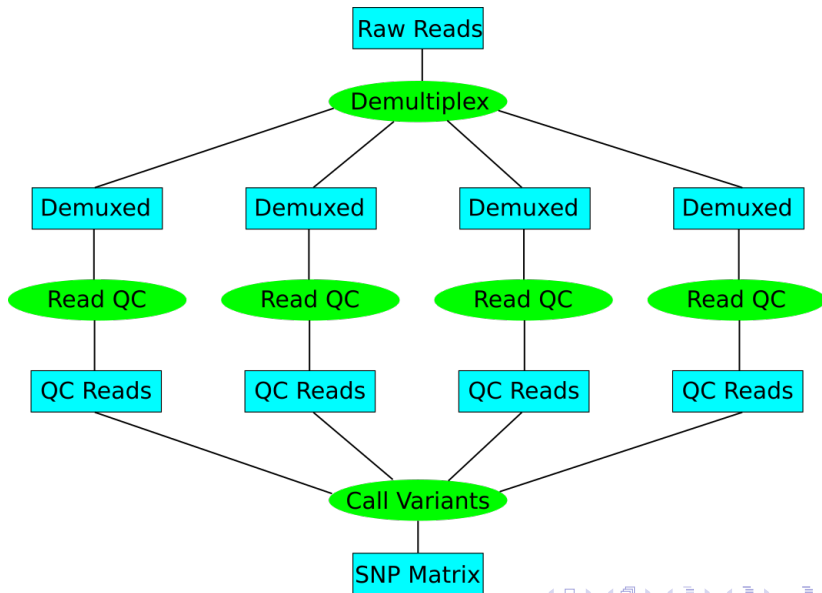 Raw Reads
Demultiplex
Demuxed Demuxed Demuxed Demuxed
Read QC Read QC Read QC Read QC
QC Reads QC Reads QC Reads QC Reads
Call Variants
SNP Matrix